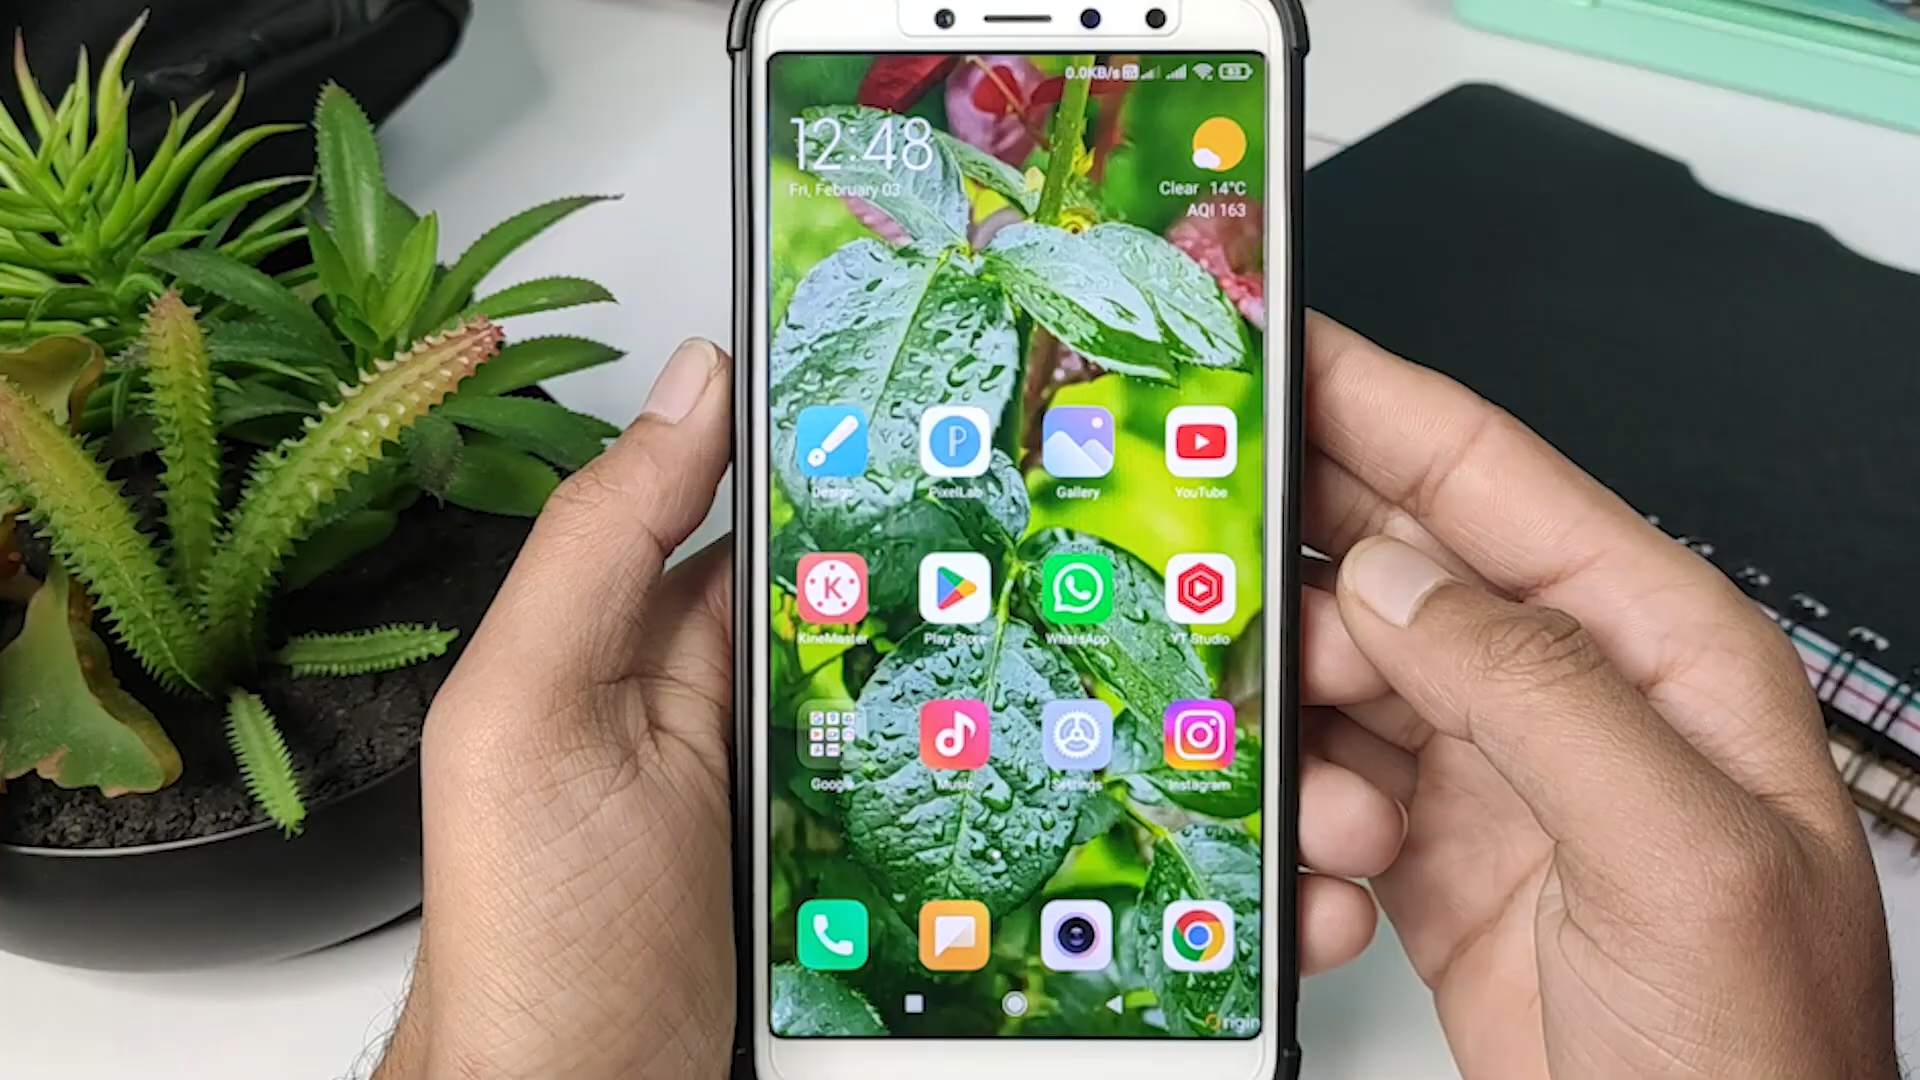 0.0KB/s
12:48
Fri, February 03
Clear 14°C
AQI 163
Design PixelLab Gallery YouTube
KineMaster Play Store WhatsApp YT Studio
Google Music Settings Instagram
Origin